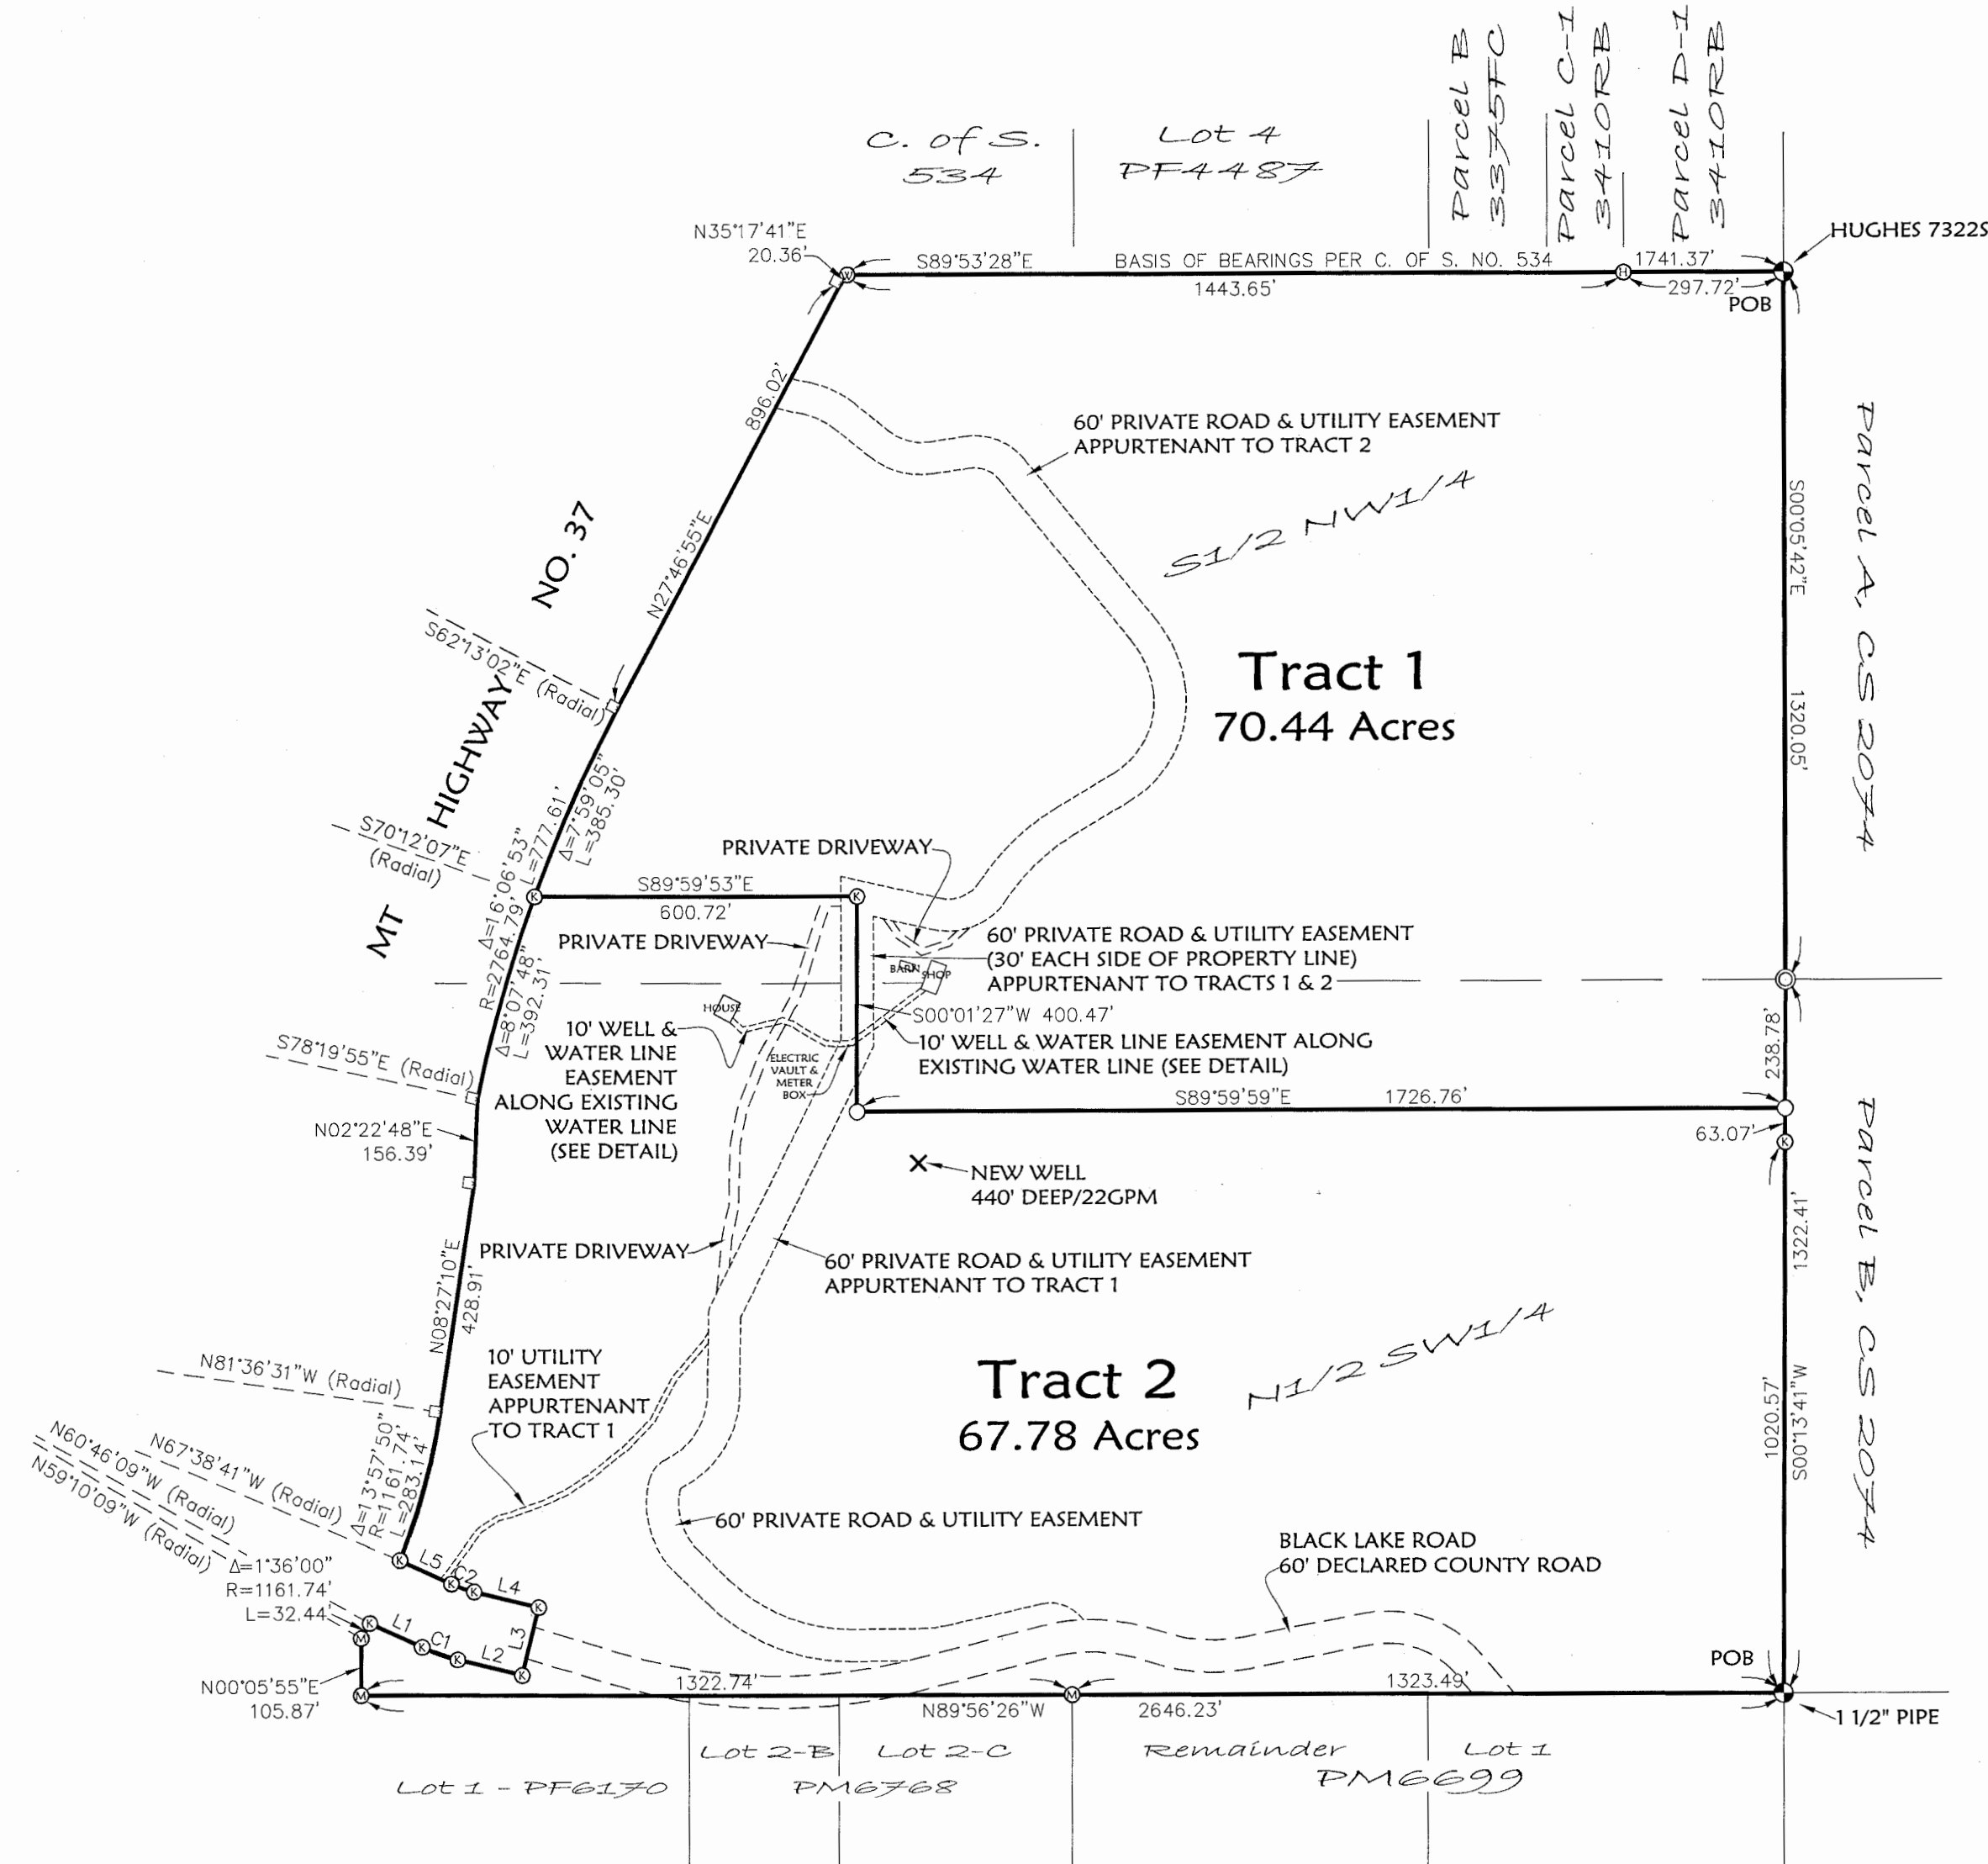 Parcel B
3375FC
Parcel C-1
3410RB
Parcel D-1
3410RB
C. of S.
534
Lot 4
PF4487
N35°17'41"E
20.36'
S89°53'28"E
BASIS OF BEARINGS PER C. OF S. NO. 534
1741.37'
1443.65'
297.72'
POB
HUGHES 7322S
896.02'
N27°46'55"E
60' PRIVATE ROAD & UTILITY EASEMENT
APPURTENANT TO TRACT 2
S1/2 NW1/4
Parcel A, CS 2074
S00°05'42"E
1320.05'
MT HIGHWAY NO. 37
S62°13'02"E (Radial)
Tract 1
70.44 Acres
Δ=7°59'05"
L=385.30'
S70°12'07"E
(Radial)
Δ=16°06'53"
L=777.61'
R=2764.79'
Δ=8°07'48"
L=392.31'
PRIVATE DRIVEWAY
S89°59'53"E
600.72'
PRIVATE DRIVEWAY
60' PRIVATE ROAD & UTILITY EASEMENT
(30' EACH SIDE OF PROPERTY LINE)
APPURTENANT TO TRACTS 1 & 2
BARN
SHOP
HOUSE
S00°01'27"W 400.47'
10' WELL & WATER LINE EASEMENT ALONG
EXISTING WATER LINE (SEE DETAIL)
10' WELL &
WATER LINE
EASEMENT
ALONG EXISTING
WATER LINE
(SEE DETAIL)
ELECTRIC
VAULT &
METER
BOX
238.78'
S78°19'55"E (Radial)
S89°59'59"E
1726.76'
63.07'
N02°22'48"E
156.39'
NEW WELL
440' DEEP/22GPM
Parcel B, CS 2074
1322.41'
PRIVATE DRIVEWAY
60' PRIVATE ROAD & UTILITY EASEMENT
APPURTENANT TO TRACT 1
N08°27'10"E
428.91'
N1/2 SW1/4
Tract 2
67.78 Acres
10' UTILITY
EASEMENT
APPURTENANT
TO TRACT 1
N81°36'31"W (Radial)
1020.57'
S00°13'41"W
N67°38'41"W (Radial)
N60°46'09"W (Radial)
N59°10'09"W (Radial)
Δ=13°57'50"
R=1161.74'
L=283.14'
60' PRIVATE ROAD & UTILITY EASEMENT
BLACK LAKE ROAD
60' DECLARED COUNTY ROAD
Δ=1°36'00"
R=1161.74'
L=32.44'
L5
C2
L4
L3
L1
C1
L2
N00°05'55"E
105.87'
1322.74'
1323.49'
N89°56'26"W
2646.23'
POB
1 1/2" PIPE
Lot 2-B
Lot 2-C
Remainder
Lot 1
Lot 1 - PF6170
PM6768
PM6699
W
H
K
K
K
K
K
K
K
K
K
K
K
M
M
M